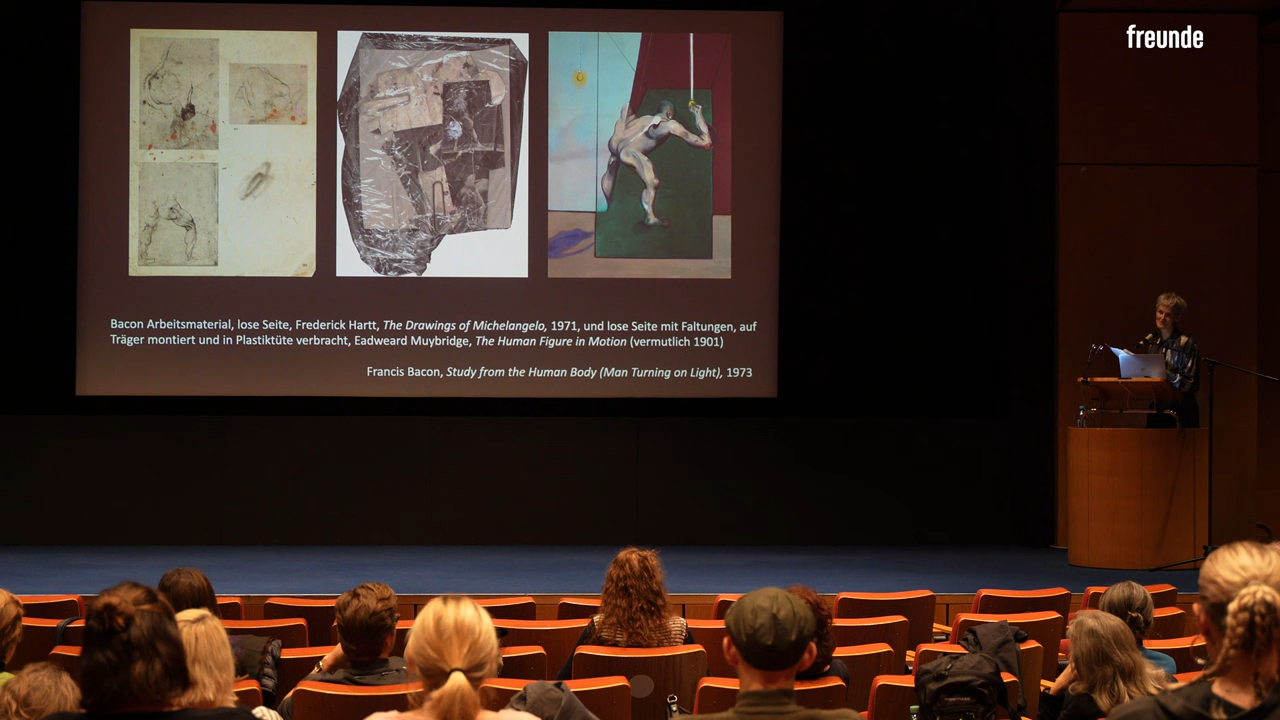 freunde
Bacon Arbeitsmaterial, lose Seite, Frederick Hartt, The Drawings of Michelangelo, 1971, und lose Seite mit Faltungen, auf
Träger montiert und in Plastiktüte verbracht, Eadweard Muybridge, The Human Figure in Motion (vermutlich 1901)
Francis Bacon, Study from the Human Body (Man Turning on Light), 1973